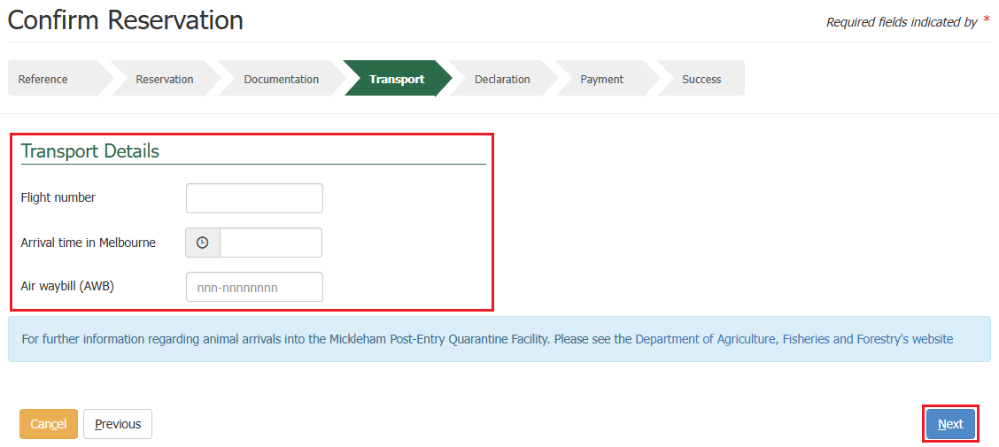 Confirm Reservation
Required fields indicated by *
Reference Reservation Documentation Transport Declaration Payment Success
Transport Details
Flight number
Arrival time in Melbourne
Air waybill (AWB) nnn-nnnnnnnn
For further information regarding animal arrivals into the Mickleham Post-Entry Quarantine Facility. Please see the Department of Agriculture, Fisheries and Forestry's website
Cancel Previous Next